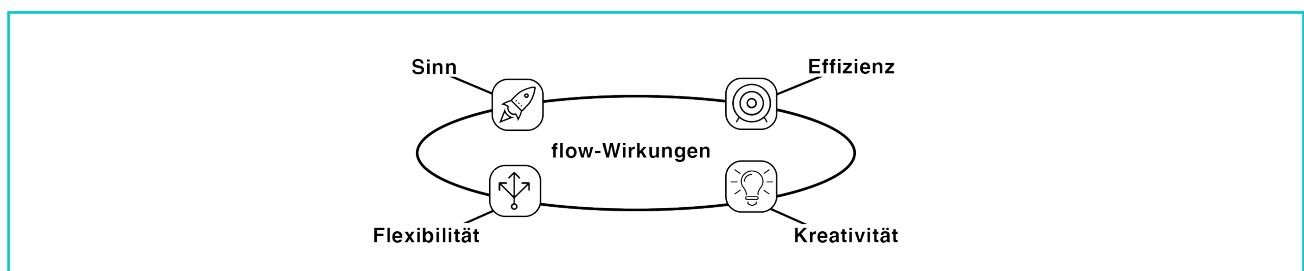 Sinn
Effizienz
flow-Wirkungen
Flexibilität
Kreativität